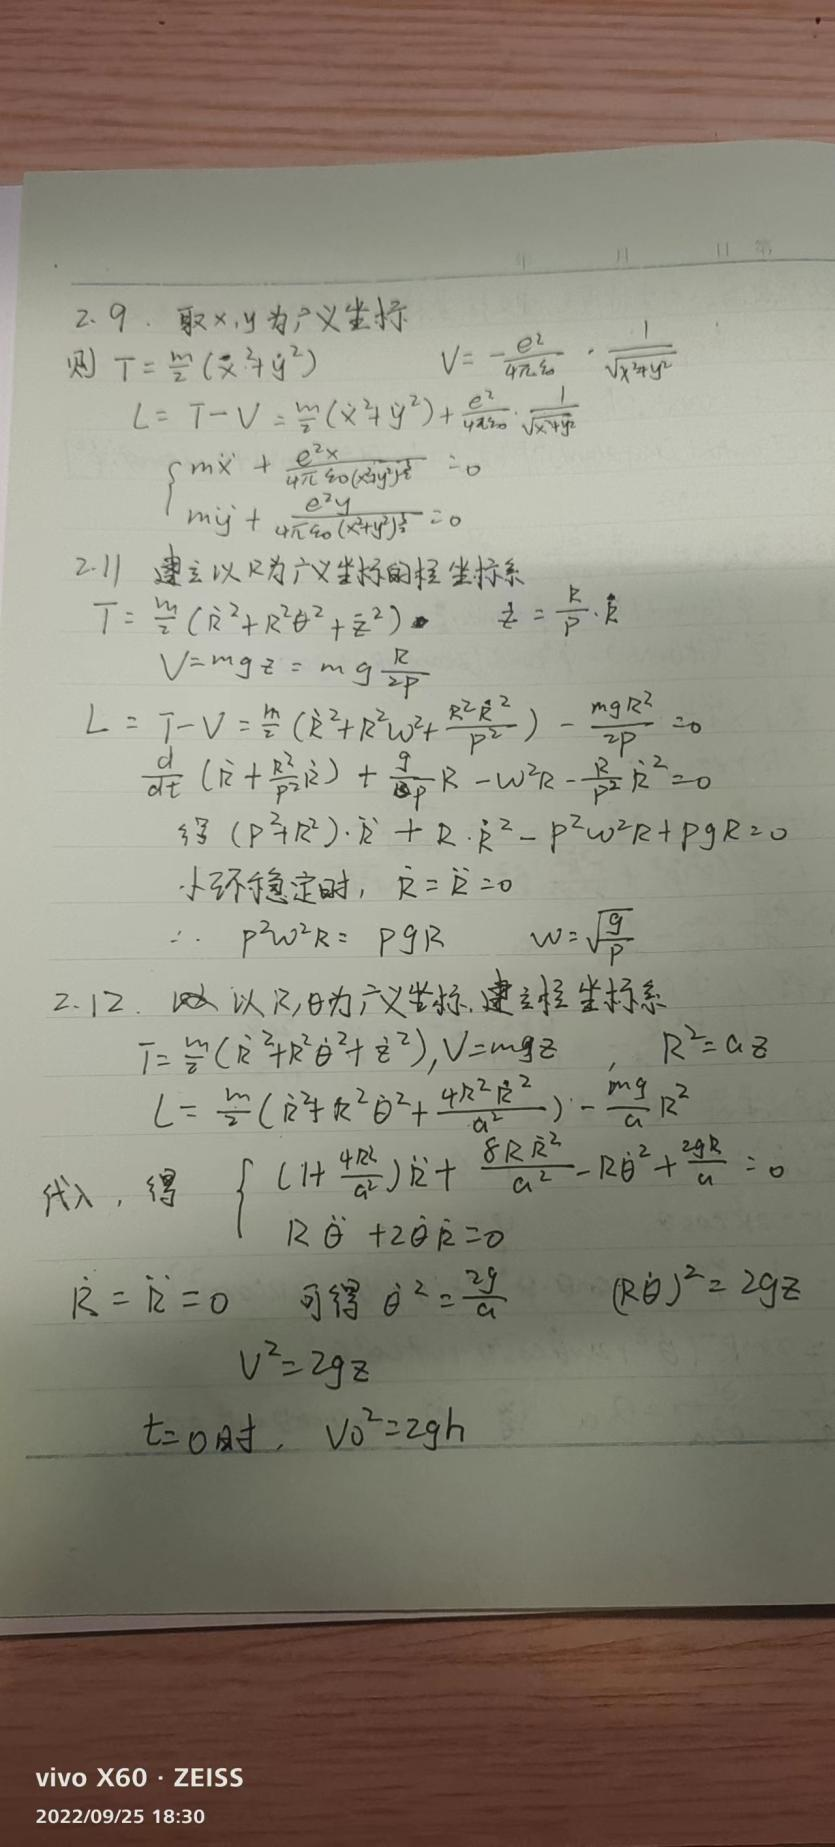 年 月 日 第
2.9. 取x,y为广义坐标
则 T = m/2 (ẋ²+ẏ²) V = -e²/4πε₀ · 1/√x²+y²
L = T-V = m/2 (ẋ²+ẏ²) + e²/4πε₀ · 1/√x²+y²
{ mẍ + e²x/4πε₀(x²+y²)^(3/2) = 0
mÿ + e²y/4πε₀(x²+y²)^(3/2) = 0
2.11 建立以R为广义坐标的柱坐标系
T = m/2 (Ṙ²+R²θ̇²+ż²) ż = R/P · Ṙ
V = mgz = mg R/2P
L = T-V = m/2 (Ṙ²+R²ω²+ R²Ṙ²/P²) - mgR²/2P = 0
d/dt (Ṙ + R²/P² Ṙ) + g/P R - ω²R - R/P² Ṙ² = 0
得 (P²+R²)·R̈ + R·Ṙ² - P²ω²R + PgR = 0
小环稳定时, Ṙ = R̈ = 0
∴ P²ω²R = PgR ω = √g/P
2.12. 以R,θ为广义坐标,建立柱坐标系
T = m/2 (Ṙ²+R²θ̇²+ż²), V = mgz , R² = az
L = m/2 (Ṙ²+R²θ̇²+ 4R²Ṙ²/a²) - mg/a R²
代入, 得 { (1+ 4R²/a²)R̈ + 8RṘ²/a² - Rθ̇² + 2gR/a = 0
Rθ̈ + 2θ̇Ṙ = 0
Ṙ = R̈ = 0 可得 θ̇² = 2g/a (Rθ̇)² = 2gz
V² = 2gz
t=0时, V0² = 2gh
vivo X60 · ZEISS
2022/09/25 18:30